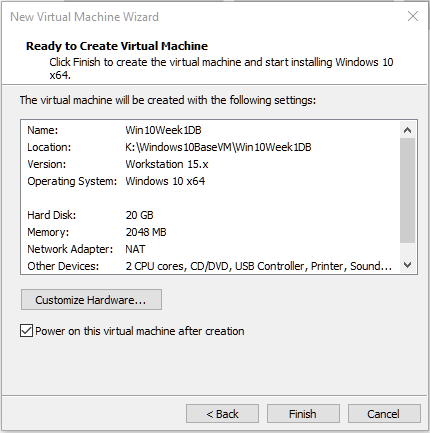 New Virtual Machine Wizard
Ready to Create Virtual Machine
Click Finish to create the virtual machine and start installing Windows 10
x64.
The virtual machine will be created with the following settings:
Name: Win10Week1DB
Location: K:\Windows10BaseVM\Win10Week1DB
Version: Workstation 15.x
Operating System: Windows 10 x64
Hard Disk: 20 GB
Memory: 2048 MB
Network Adapter: NAT
Other Devices: 2 CPU cores, CD/DVD, USB Controller, Printer, Sound...
Customize Hardware...
Power on this virtual machine after creation
< Back Finish Cancel